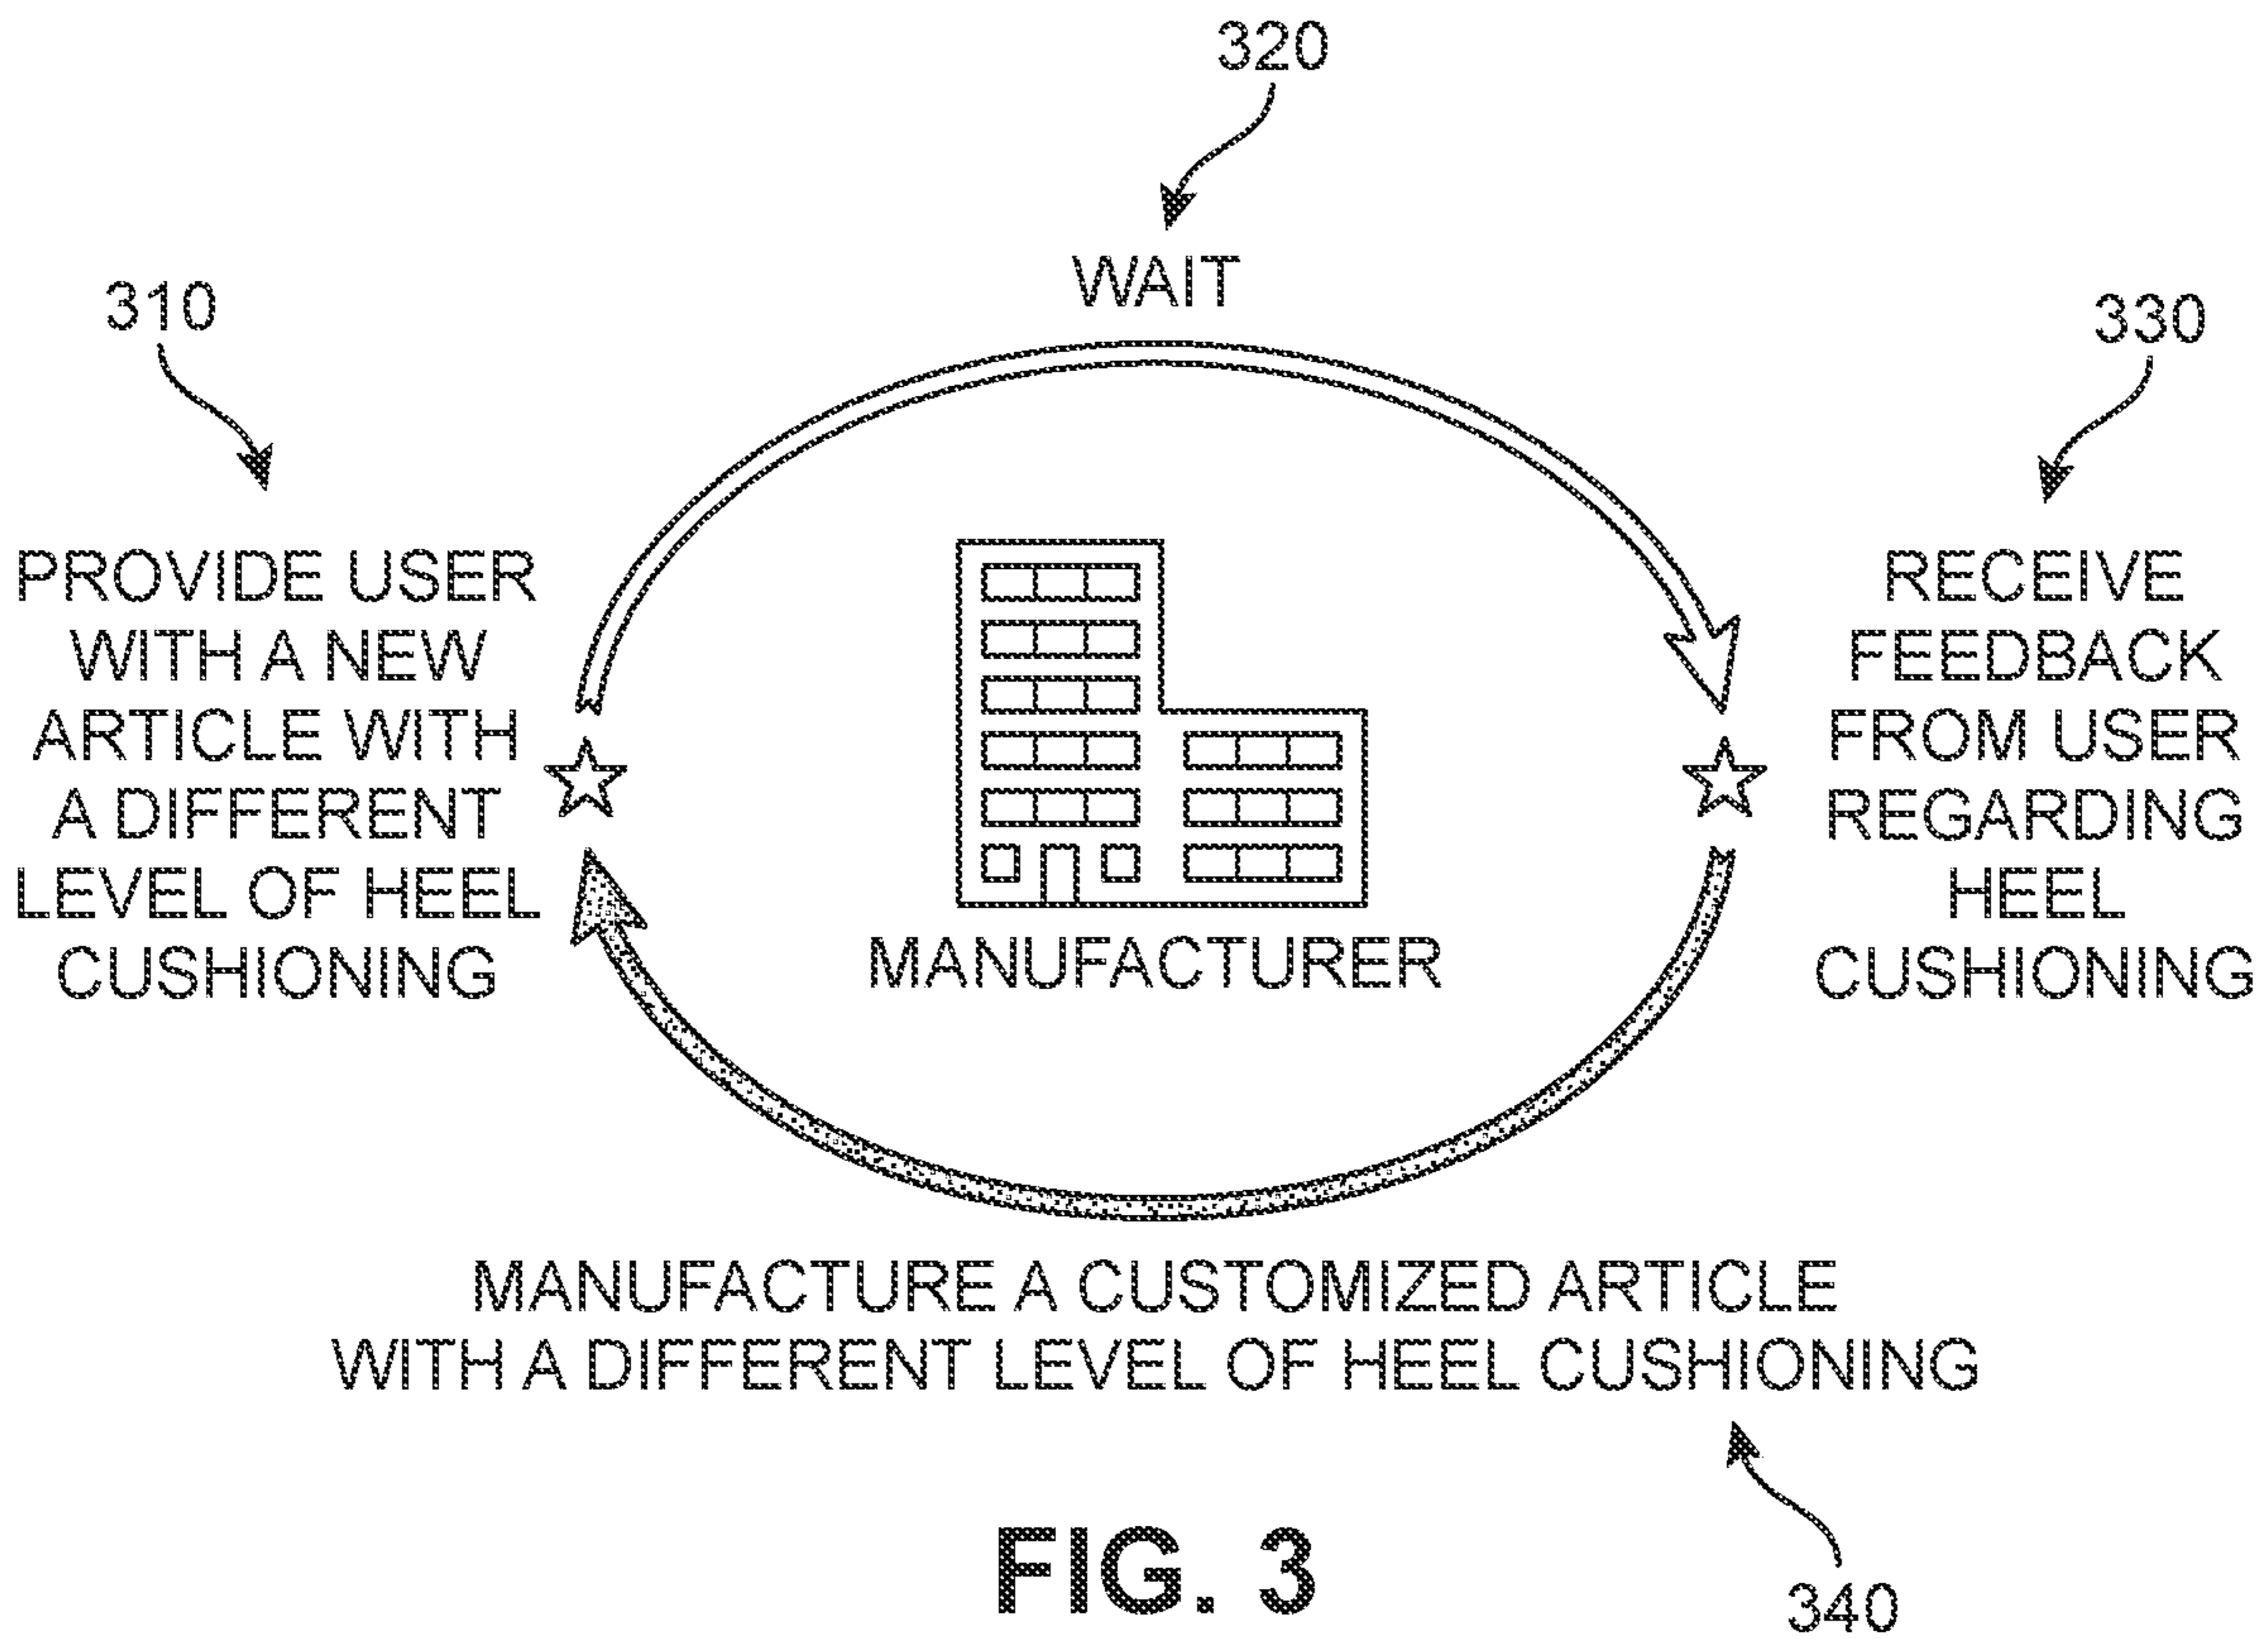 320
WAIT
310
330
PROVIDE USER
WITH A NEW
ARTICLE WITH
A DIFFERENT
LEVEL OF HEEL
CUSHIONING
RECEIVE
FEEDBACK
FROM USER
REGARDING
HEEL
CUSHIONING
MANUFACTURER
MANUFACTURE A CUSTOMIZED ARTICLE
WITH A DIFFERENT LEVEL OF HEEL CUSHIONING
340
FIG. 3